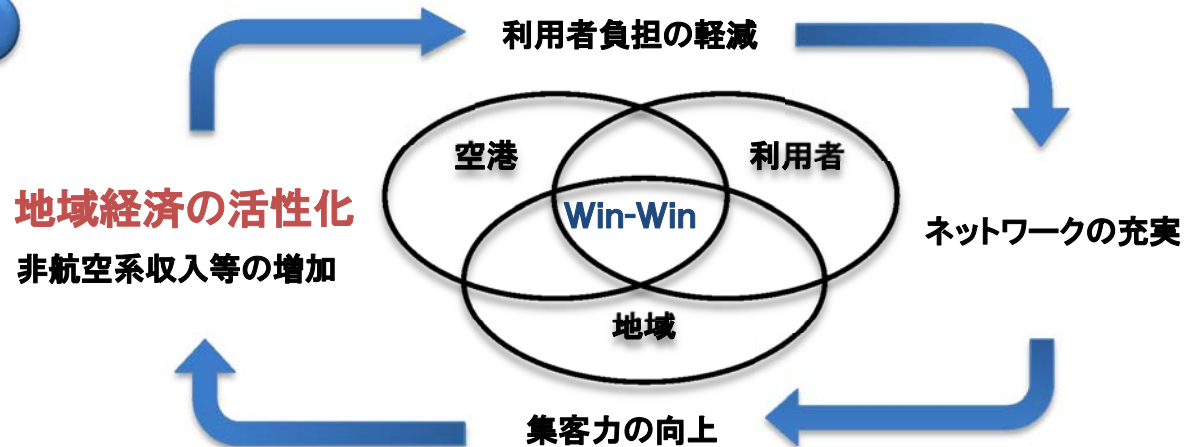 利用者負担の軽減
空港
利用者
地域経済の活性化
Win-Win
ネットワークの充実
非航空系収入等の増加
地域
集客力の向上